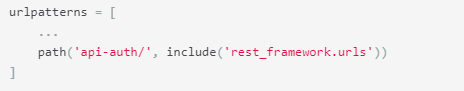 urlpatterns = [
    ...
    path('api-auth/', include('rest_framework.urls'))
]